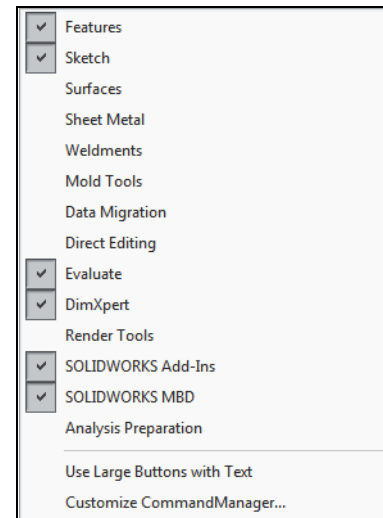 Features
Sketch
Surfaces
Sheet Metal
Weldments
Mold Tools
Data Migration
Direct Editing
Evaluate
DimXpert
Render Tools
SOLIDWORKS Add-Ins
SOLIDWORKS MBD
Analysis Preparation
Use Large Buttons with Text
Customize CommandManager...